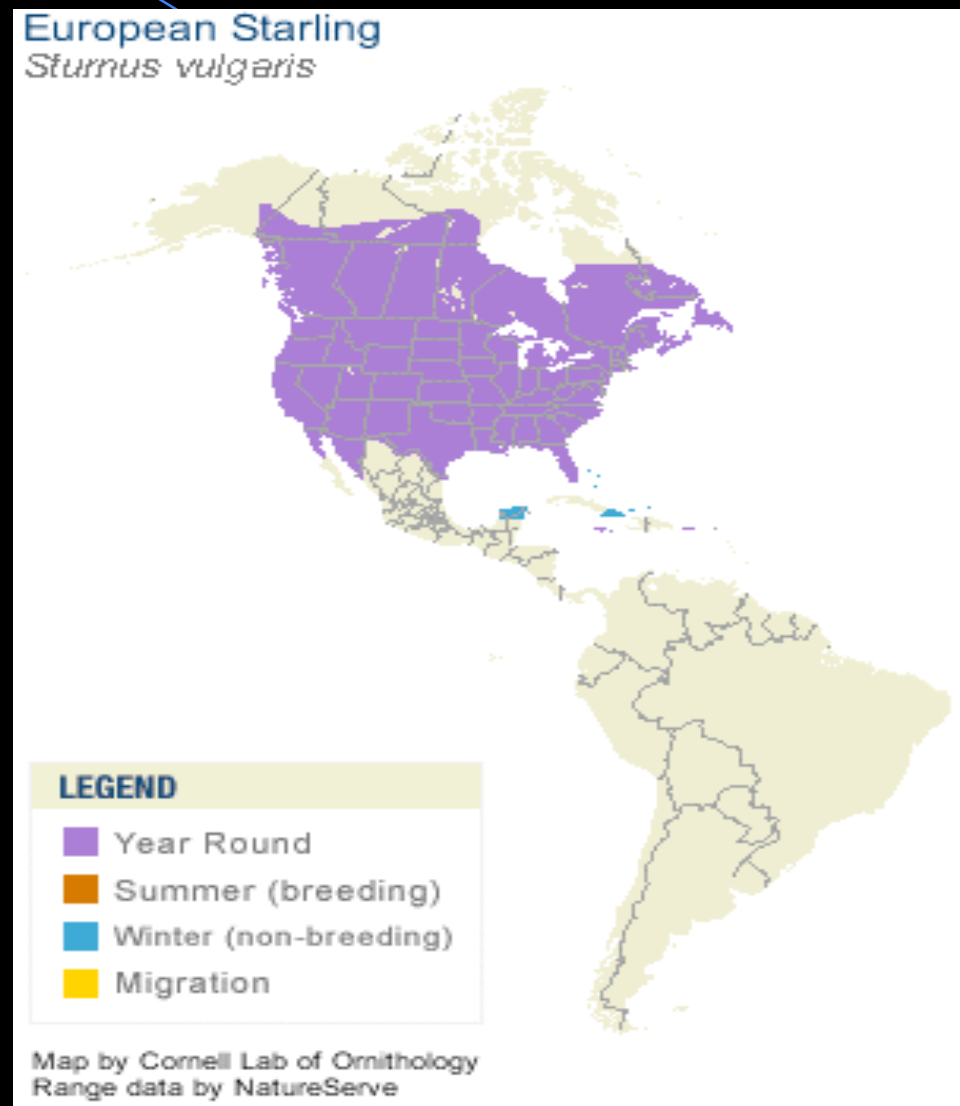 European Starling
Sturnus vulgaris
LEGEND
Year Round
Summer (breeding)
Winter (non-breeding)
Migration
Map by Cornell Lab of Ornithology
Range data by NatureServe